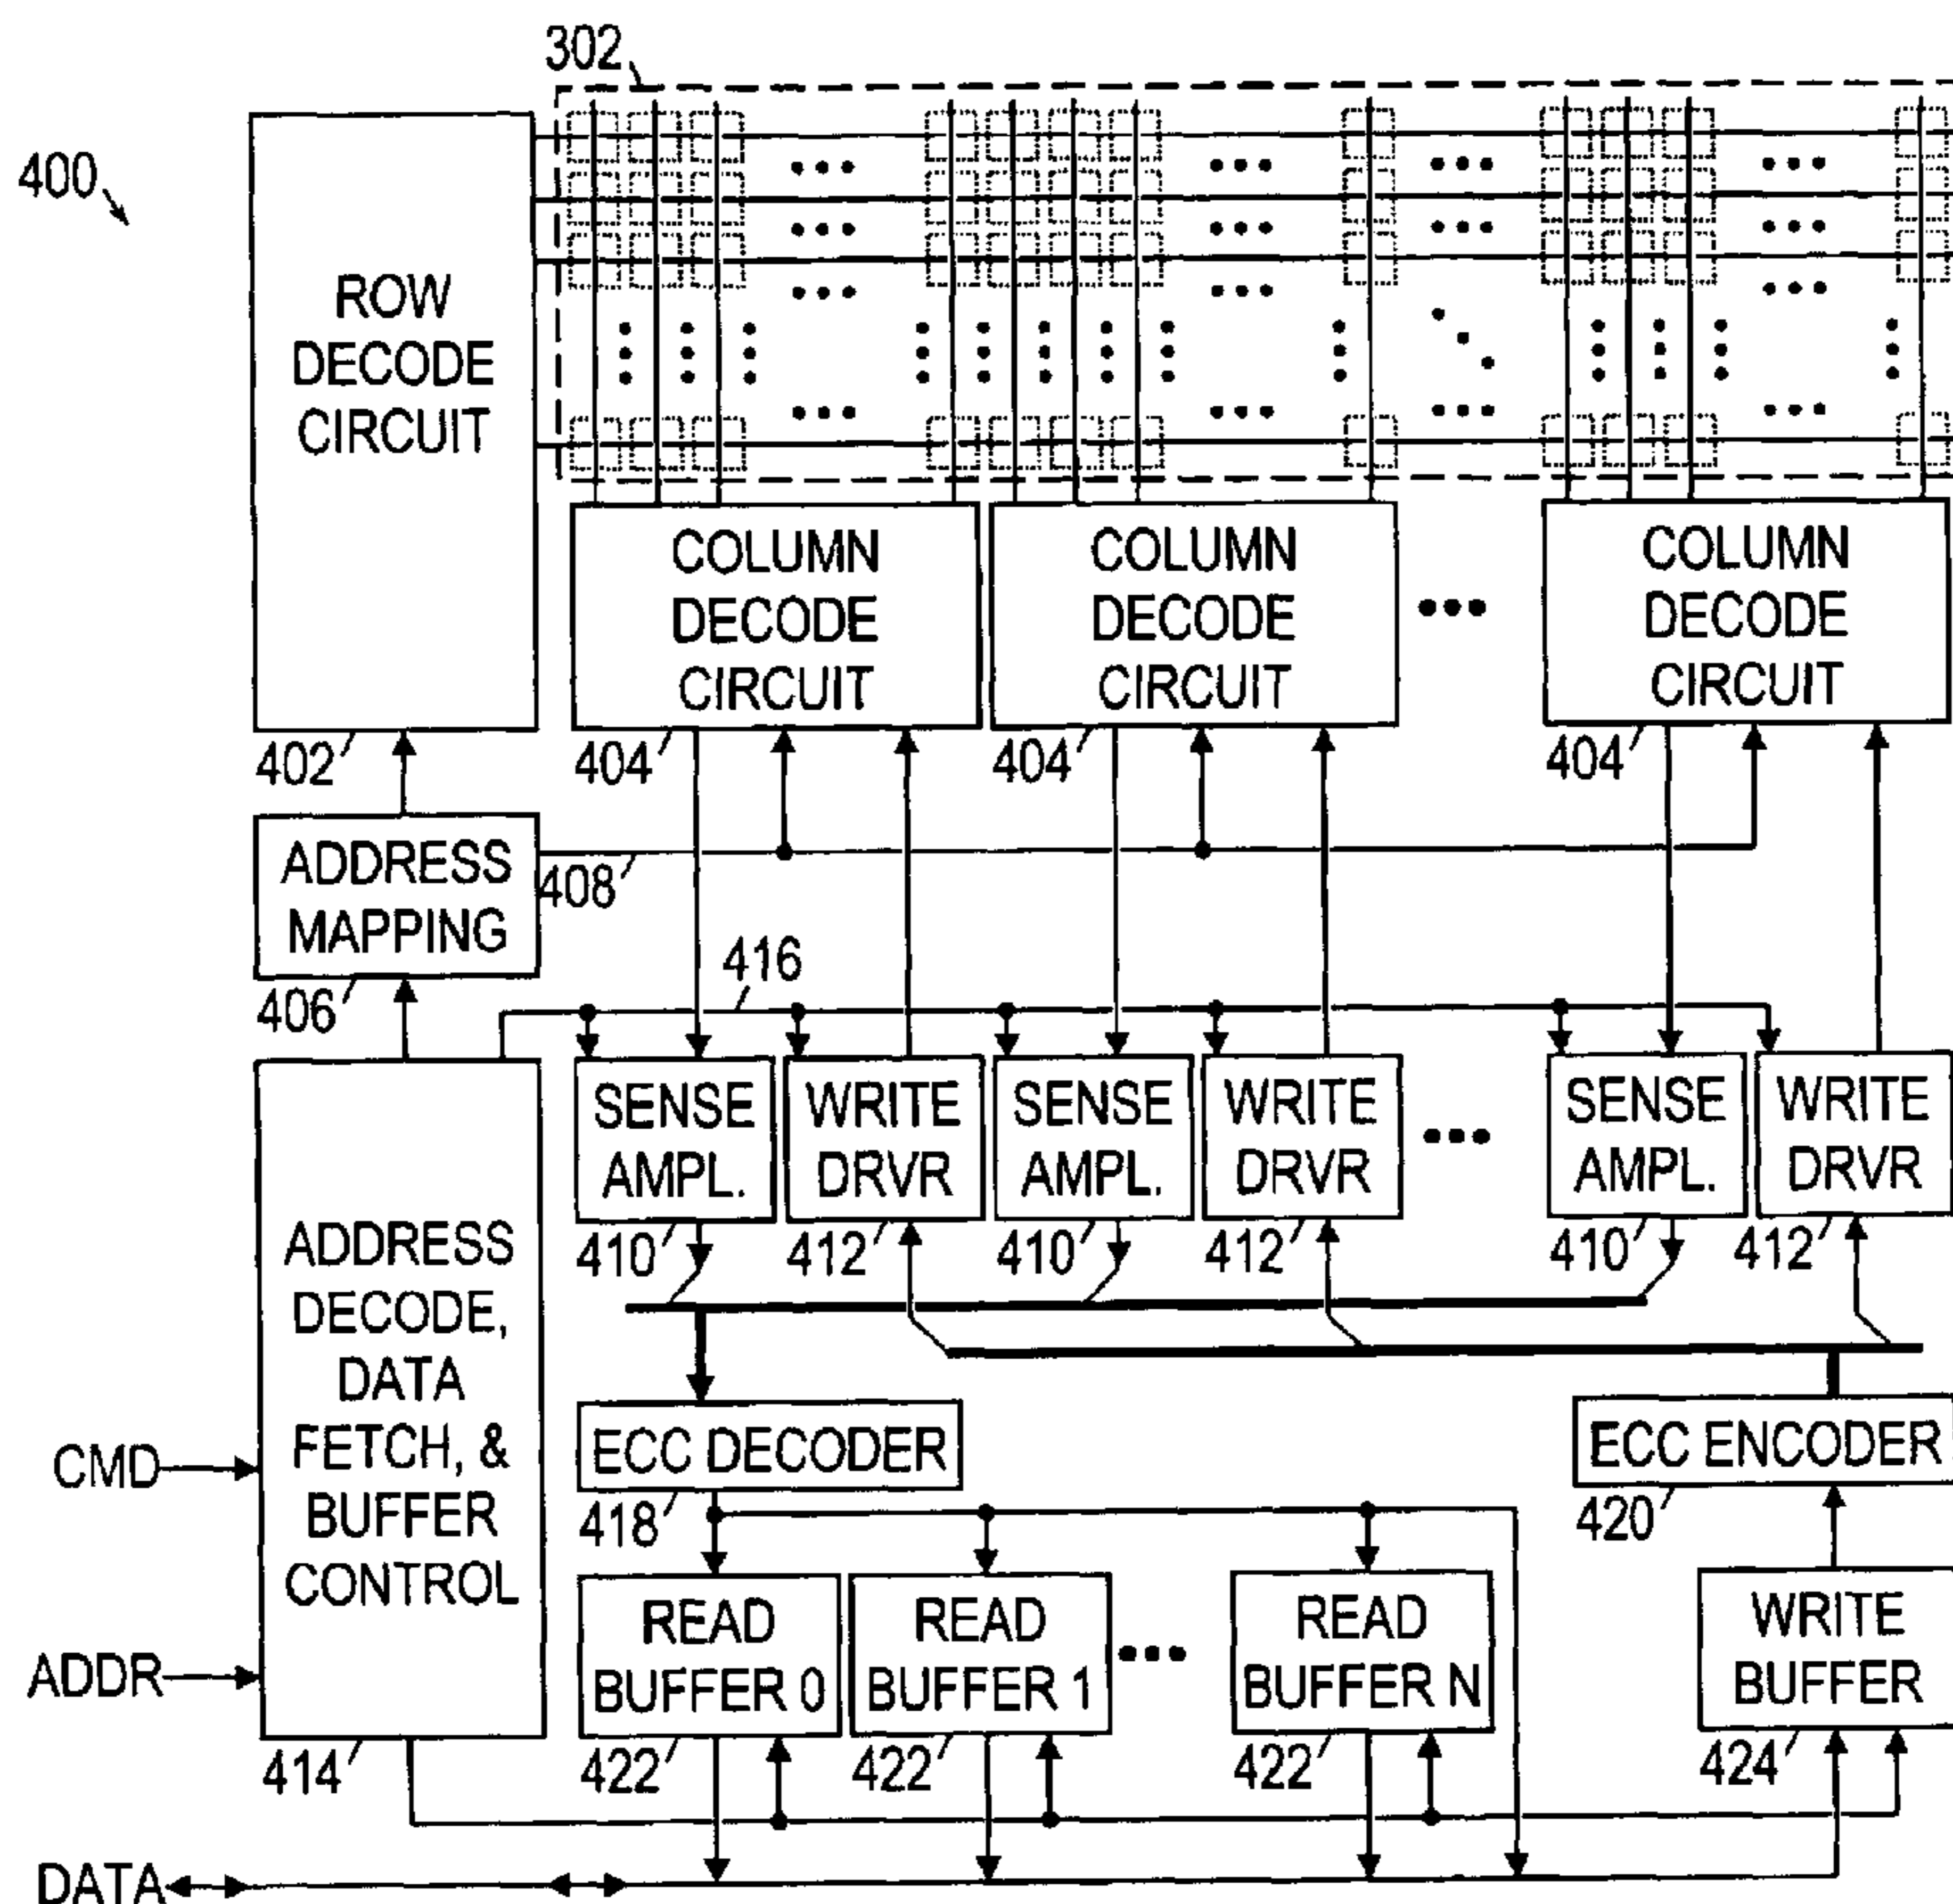 302
400
ROW
DECODE
CIRCUIT
COLUMN
DECODE
CIRCUIT
COLUMN
DECODE
CIRCUIT
COLUMN
DECODE
CIRCUIT
402
404
404
404
ADDRESS
MAPPING
408
406
416
SENSE
AMPL.
WRITE
DRVR
SENSE
AMPL.
WRITE
DRVR
SENSE
AMPL.
WRITE
DRVR
410
412
410
412
410
412
ADDRESS
DECODE,
DATA
FETCH, &
BUFFER
CONTROL
CMD
ADDR
414
ECC DECODER
418
ECC ENCODER
420
READ
BUFFER 0
READ
BUFFER 1
READ
BUFFER N
WRITE
BUFFER
422
422
422
424
DATA